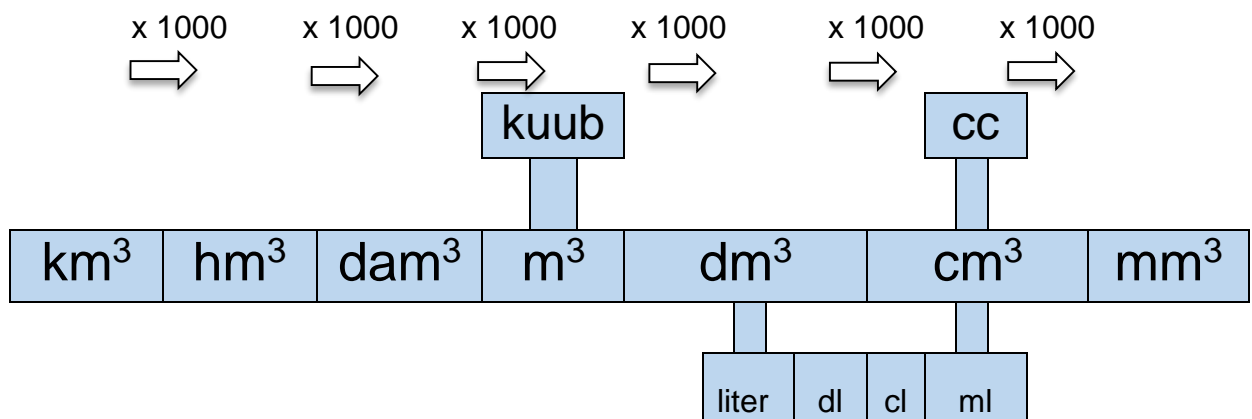 x 1000 x 1000 x 1000 x 1000 x 1000 x 1000
kuub cc
km³ hm³ dam³ m³ dm³ cm³ mm³
liter dl cl ml